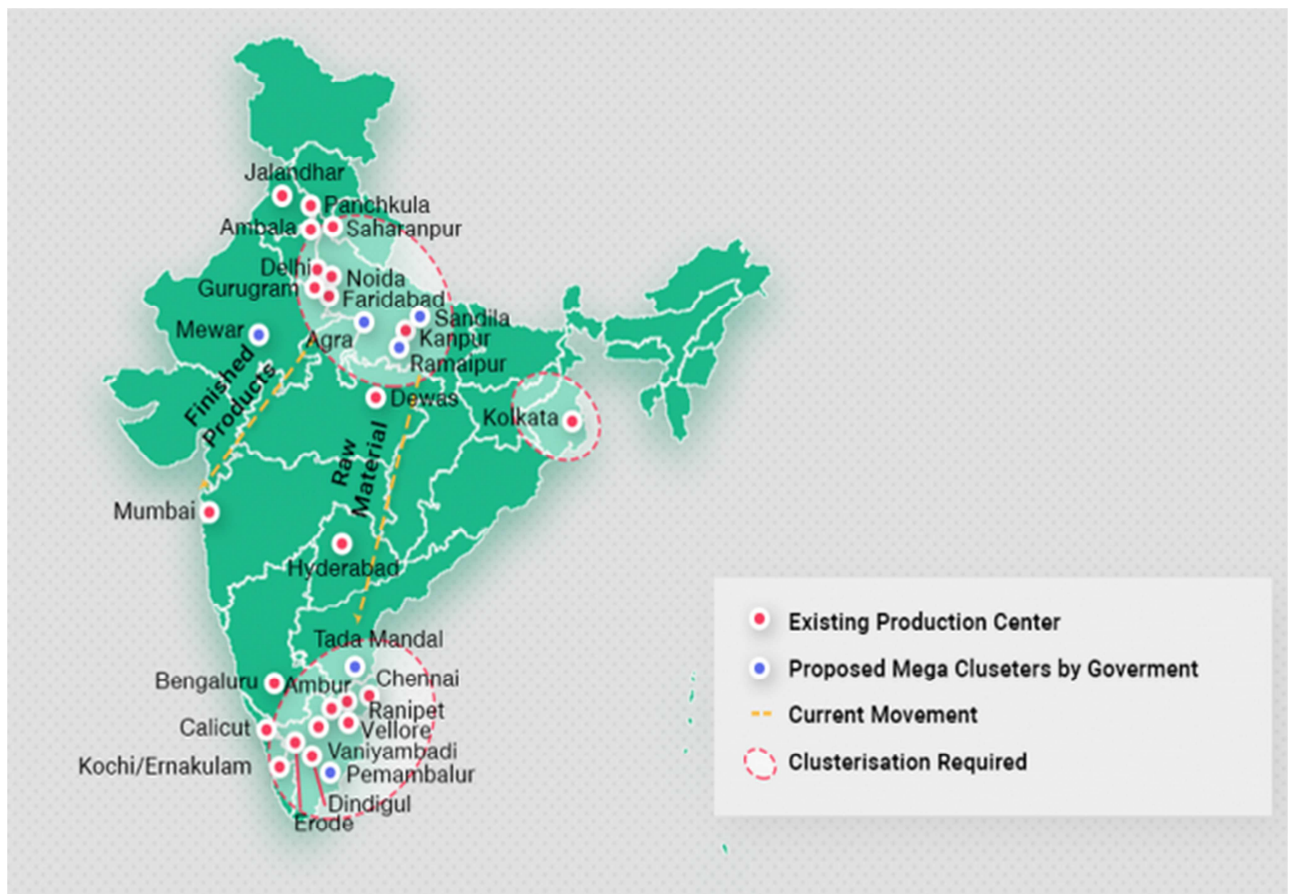 Jalandhar
Panchkula
Ambala
Saharanpur
Delhi
Noida
Gurugram
Faridabad
Mewar
Agra
Sandila
Kanpur
Ramaipur
Finished
Products
Dewas
Kolkata
Raw
Material
Mumbai
Hyderabad
Tada Mandal
Bengaluru
Ambur
Chennai
Ranipet
Calicut
Vellore
Vaniyambadi
Kochi/Ernakulam
Pemambalur
Dindigul
Erode
Existing Production Center
Proposed Mega Cluseters by Goverment
Current Movement
Clusterisation Required